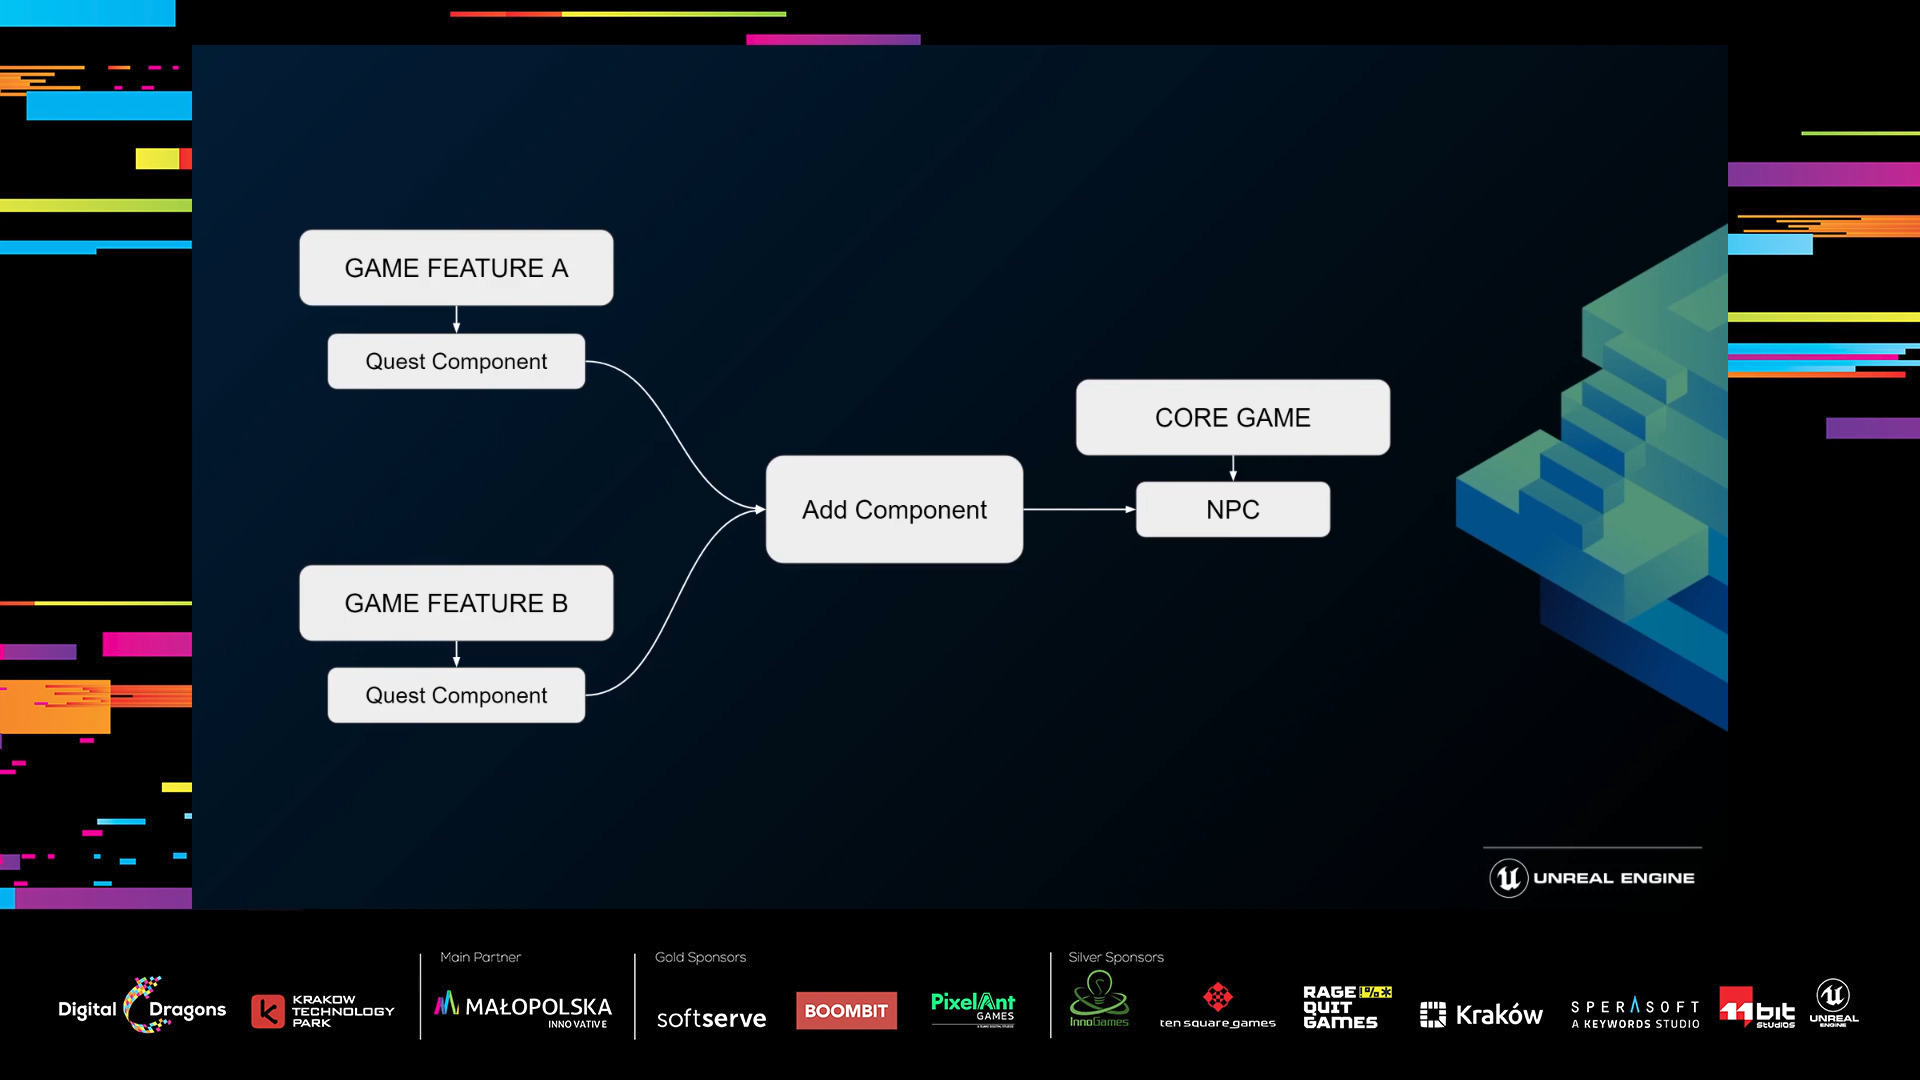 GAME FEATURE A
Quest Component
GAME FEATURE B
Quest Component
Add Component
CORE GAME
NPC
UNREAL ENGINE
Digital Dragons
KRAKOW
TECHNOLOGY
PARK
Main Partner
MAŁOPOLSKA
INNOVATIVE
Gold Sponsors
softserve
BOOMBIT
PixelAnt
GAMES
Silver Sponsors
InnoGames
ten square games
RAGE !%*
QUIT
GAMES
Kraków
SPERASOFT
A KEYWORDS STUDIO
11bit
studios
UNREAL
ENGINE